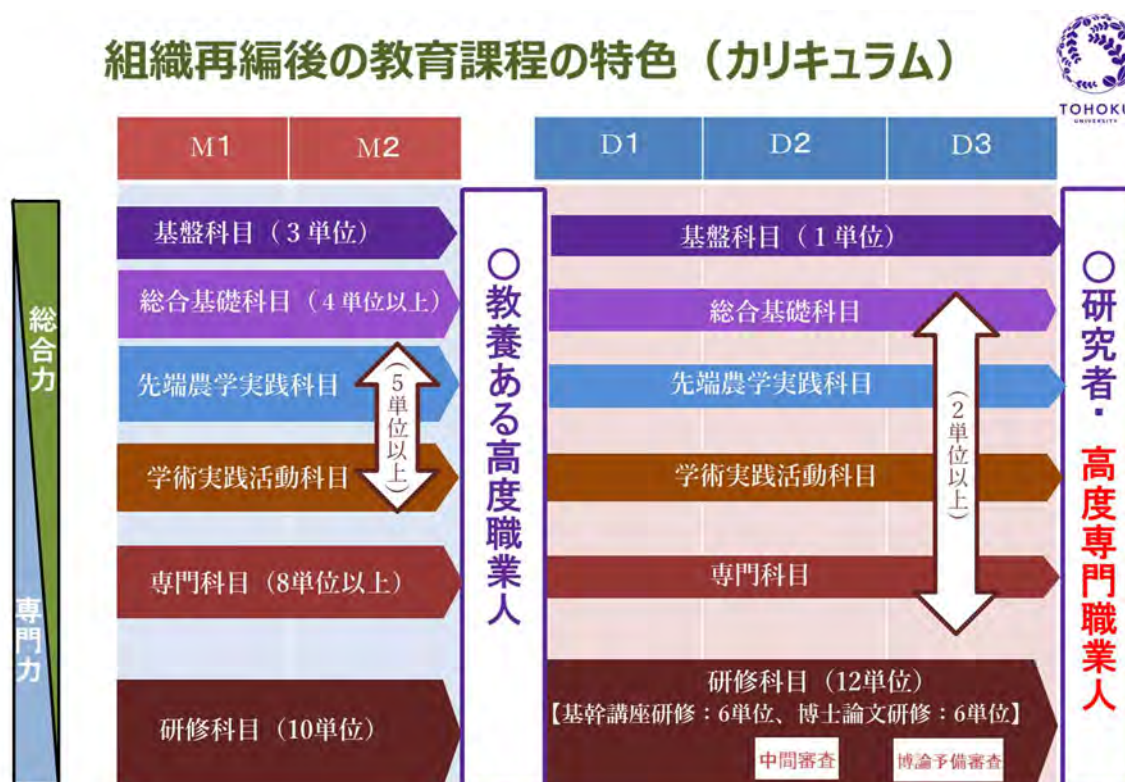 組織再編後の教育課程の特色（カリキュラム）
TOHOKU
UNIVERSITY
M1
M2
D1
D2
D3
総合力
専門力
基盤科目（3単位）
総合基礎科目（4単位以上）
先端農学実践科目
学術実践活動科目
（5単位以上）
専門科目（8単位以上）
研修科目（10単位）
○教養ある高度職業人
基盤科目（1単位）
総合基礎科目
先端農学実践科目
学術実践活動科目
専門科目
（2単位以上）
研修科目（12単位）
【基幹講座研修：6単位、博士論文研修：6単位】
中間審査
博論予備審査
○研究者・高度専門職業人